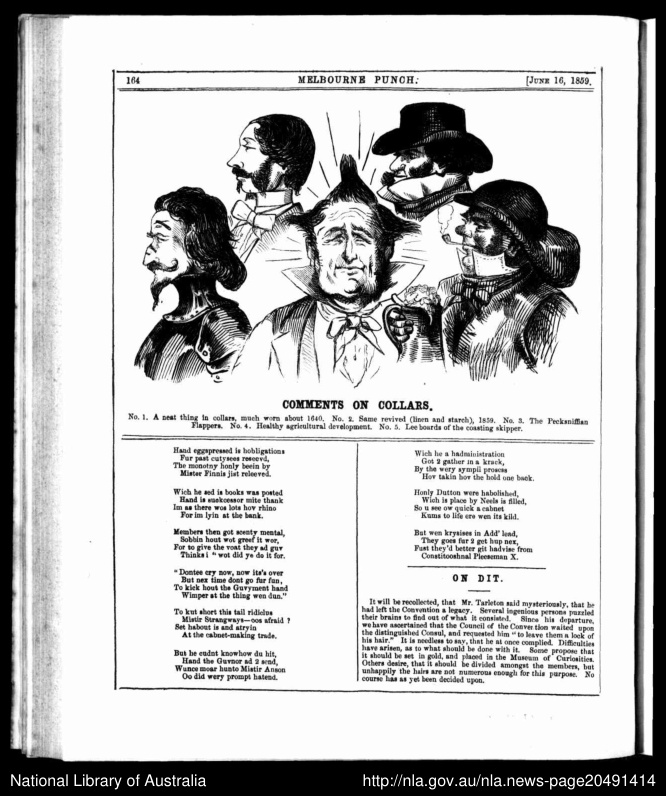 164
MELBOURNE PUNCH.
[JUNE 16, 1859.
COMMENTS ON COLLARS.
No. 1. A neat thing in collars, much worn about 1640. No. 2. Same revived (linen and starch), 1859. No. 3. The Pecksniffian
Flappers. No. 4. Healthy agricultural development. No. 5. Lee boards of the coasting skipper.
Hand eggspressed is hobligations
Fur past cutysees reseevd,
The monotny honly beein by
Mister Finnis jist releeved.
Wich he sed is books was posted
Hand is suekcessor mite thank
Im as there wos lots hov rhino
For im lyin at the bank.
Members then got scenty mental,
Sobbin hout wot greef it wor,
For to give the voat they ad guv
Thinks i " wot did ye do it for.
"Dontee cry now, now its's over
But nex time dont go fur fun,
To kick hout the Guvyment hand
Wimper at the thing wen dun."
To kut short this tail ridiclus
Mistir Strangways—oos afraid ?
Set habout is and atryin
At the cabnet-making trade.
But he cudnt knowhow du hit,
Hand the Guvnor ad 2 send,
Wunce moar hunto Mistir Anson
Oo did wery prompt hatend.
Wich he a hadministration
Got 2 gather in a krack,
By the wery sympil proases
Hov takin hov the hold one back.
Honly Dutton were habolished,
Wich is place by Neels is filled,
So u see ow quick a cabnet
Kums to life ere wen its kild.
But wen krysises in Add' lead,
They goes fur 2 get hup nex,
Fust they'd better git hadvise from
Constitooshnal Pleeseman X.
ON DIT.
It will be recollected, that Mr. Tarleton said mysteriously, that he
had left the Convention a legacy. Several ingenious persons puzzled
their brains to find out of what it consisted. Since his departure,
we have ascertained that the Council of the Convention waited upon
the distinguished Consul, and requested him "to leave them a lock of
his hair." It is needless to say, that he at once complied. Difficulties
have arisen, as to what should be done with it. Some propose that
it should be set in gold, and placed in the Museum of Curiosities.
Others desire, that it should be divided amongst the members, but
unhappily the hairs are not numerous enough for this purpose. No
course has as yet been decided upon.
National Library of Australia
http://nla.gov.au/nla.news-page20491414